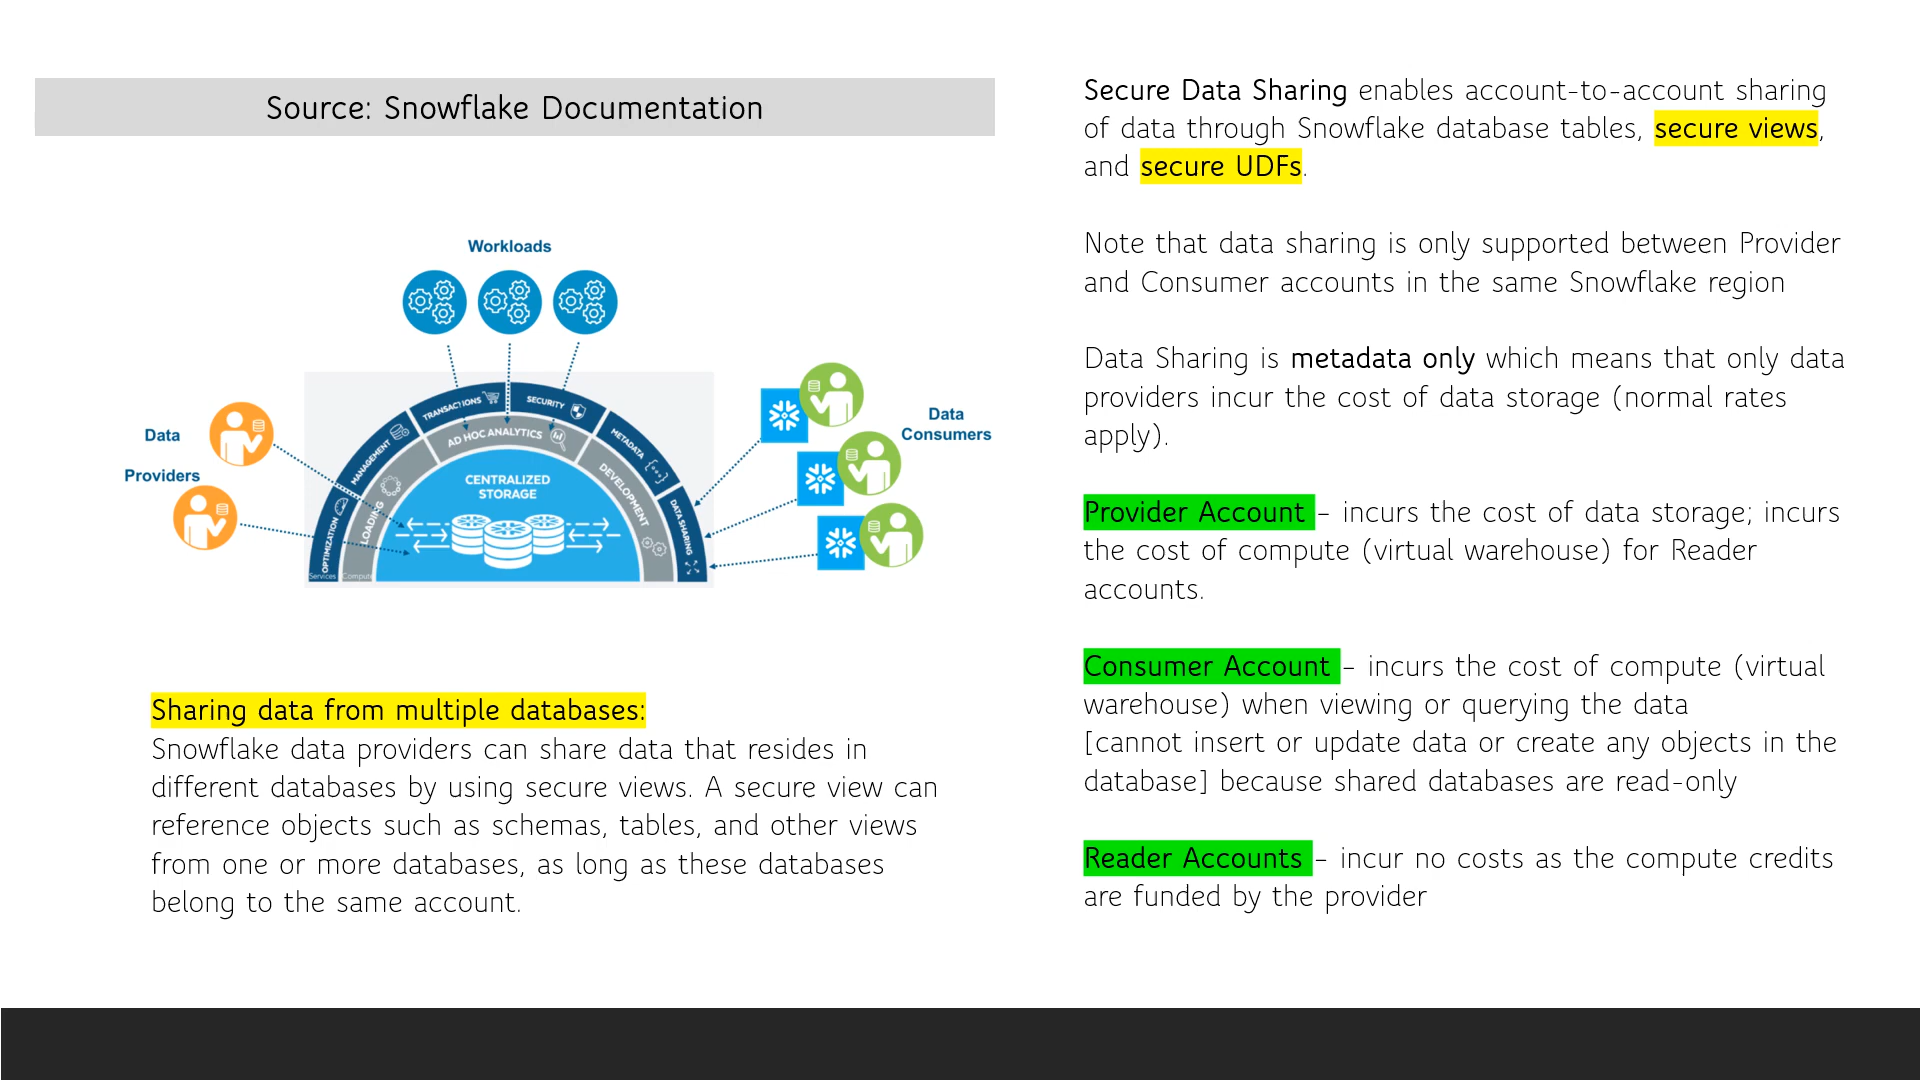 Source: Snowflake Documentation
Workloads
Data
Providers
Data
Consumers
OPTIMIZATION
MANAGEMENT
TRANSACTIONS
SECURITY
METADATA
DATA SHARING
LOADING
AD HOC ANALYTICS
DEVELOPMENT
CENTRALIZED
STORAGE
Services
Compute
Sharing data from multiple databases:
Snowflake data providers can share data that resides in
different databases by using secure views. A secure view can
reference objects such as schemas, tables, and other views
from one or more databases, as long as these databases
belong to the same account.
Secure Data Sharing enables account-to-account sharing
of data through Snowflake database tables, secure views,
and secure UDFs.
Note that data sharing is only supported between Provider
and Consumer accounts in the same Snowflake region
Data Sharing is metadata only which means that only data
providers incur the cost of data storage (normal rates
apply).
Provider Account – incurs the cost of data storage; incurs
the cost of compute (virtual warehouse) for Reader
accounts.
Consumer Account – incurs the cost of compute (virtual
warehouse) when viewing or querying the data
[cannot insert or update data or create any objects in the
database] because shared databases are read-only
Reader Accounts – incur no costs as the compute credits
are funded by the provider